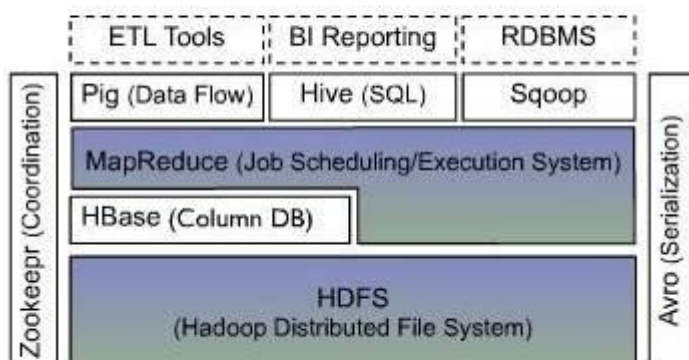 ETL Tools
BI Reporting
RDBMS
Pig (Data Flow)
Hive (SQL)
Sqoop
MapReduce (Job Scheduling/Execution System)
HBase (Column DB)
HDFS
(Hadoop Distributed File System)
Zookeepr (Coordination)
Avro (Serialization)